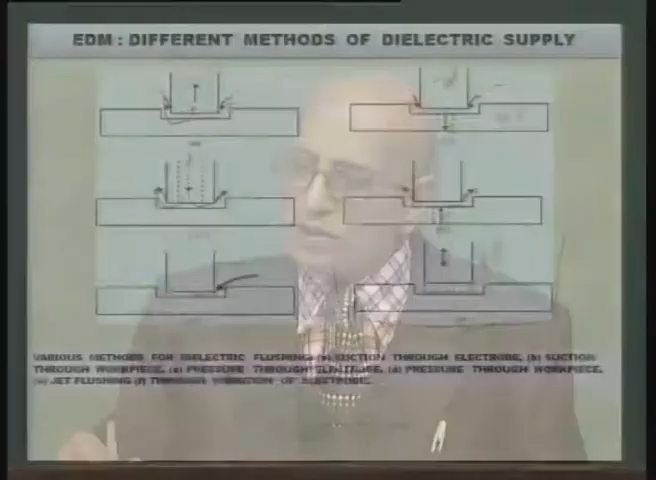 EDM : DIFFERENT METHODS OF DIELECTRIC SUPPLY
VARIOUS METHODS FOR DIELECTRIC FLUSHING (a) SUCTION THROUGH ELECTRODE, (b) SUCTION
THROUGH WORKPIECE, (c) PRESSURE THROUGH ELECTRODE, (d) PRESSURE THROUGH WORKPIECE,
(e) JET FLUSHING (f) THROUGH VIBRATION OF ELECTRODE.